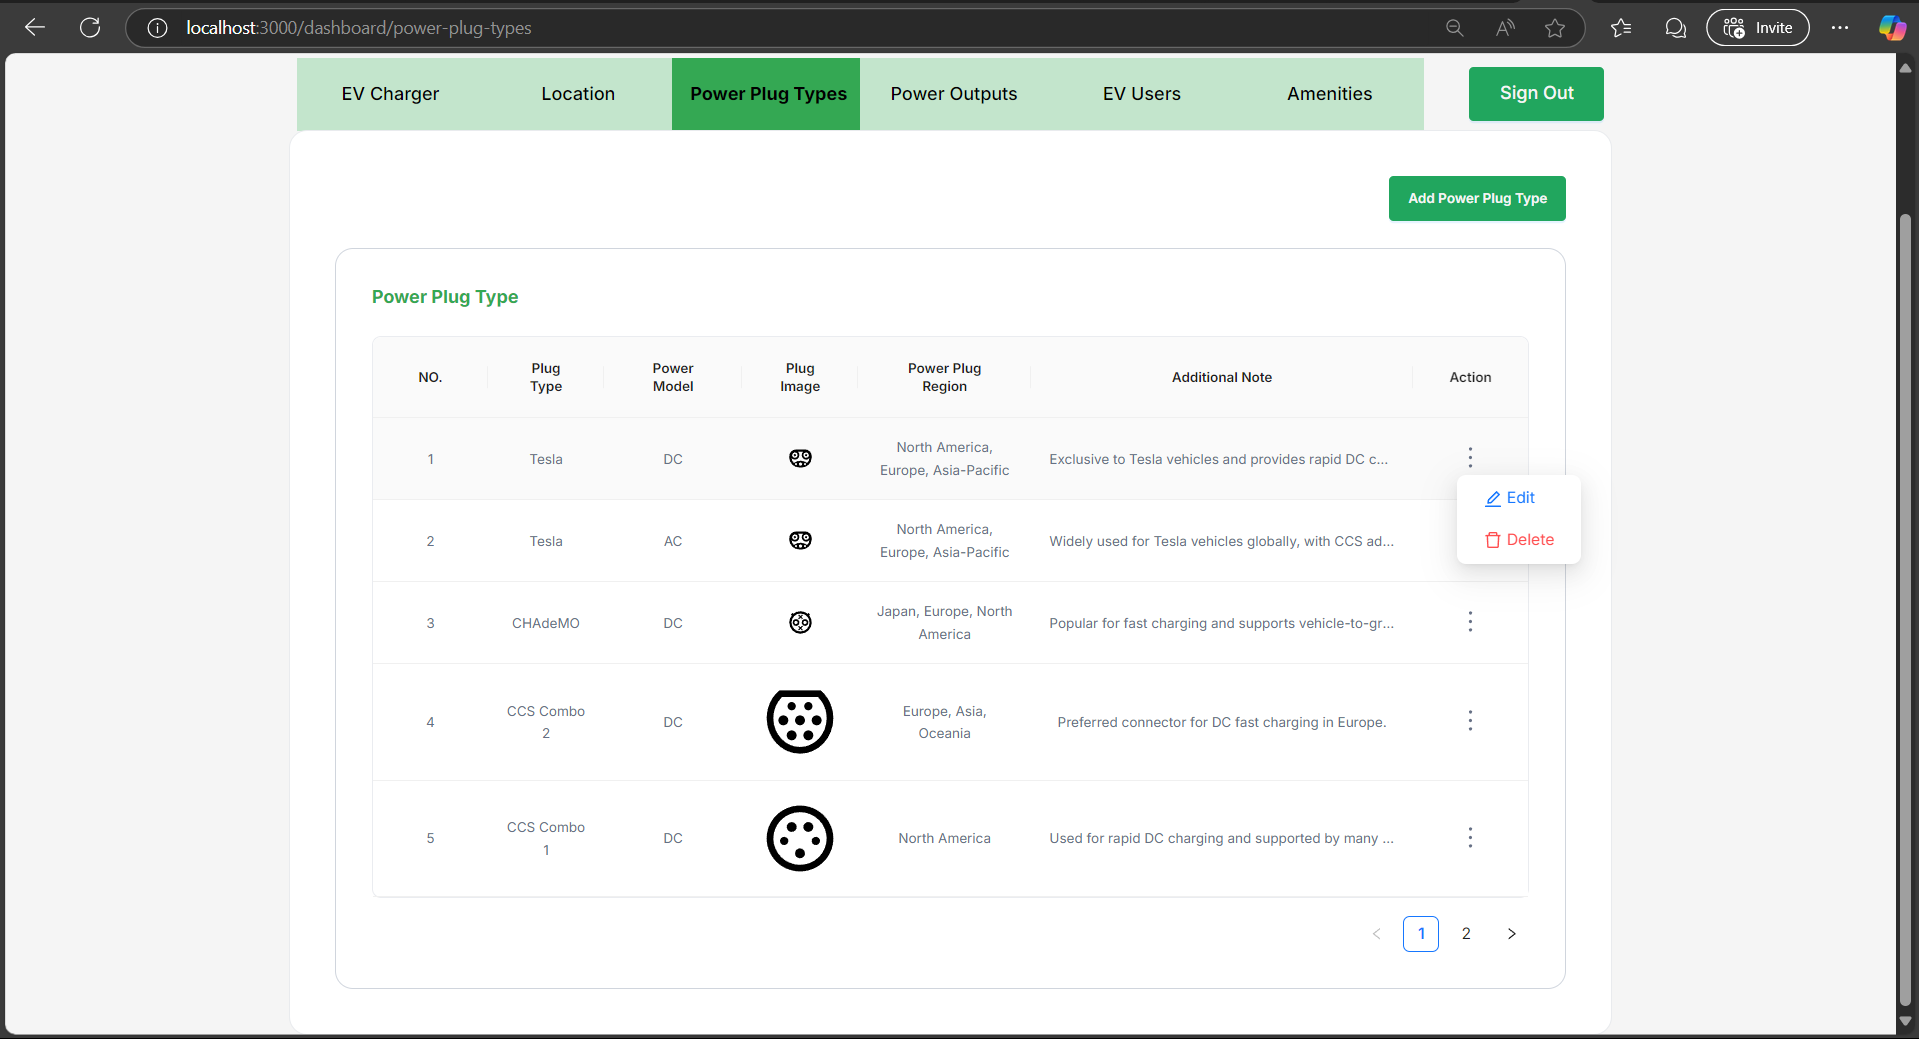 localhost:3000/dashboard/power-plug-types
Invite
EV Charger
Location
Power Plug Types
Power Outputs
EV Users
Amenities
Sign Out
Add Power Plug Type
Power Plug Type
NO.
Plug
Type
Power
Model
Plug
Image
Power Plug
Region
Additional Note
Action
1
Tesla
DC
North America,
Europe, Asia-Pacific
Exclusive to Tesla vehicles and provides rapid DC c...
Edit
Delete
2
Tesla
AC
North America,
Europe, Asia-Pacific
Widely used for Tesla vehicles globally, with CCS ad...
3
CHAdeMO
DC
Japan, Europe, North
America
Popular for fast charging and supports vehicle-to-gr...
4
CCS Combo
2
DC
Europe, Asia,
Oceania
Preferred connector for DC fast charging in Europe.
5
CCS Combo
1
DC
North America
Used for rapid DC charging and supported by many ...
< 1 2 >